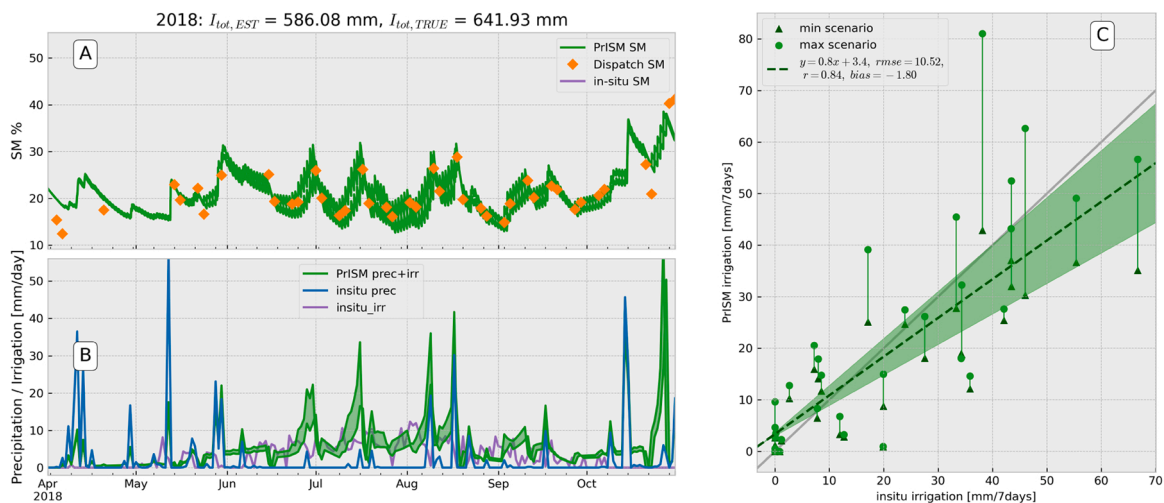 2018: I_tot,EST = 586.08 mm, I_tot,TRUE = 641.93 mm
A
PrISM SM
Dispatch SM
in-situ SM
SM %
50
40
30
20
10
B
PrISM prec+irr
insitu prec
insitu_irr
Precipitation / Irrigation [mm/day]
50
40
30
20
10
0
Apr
2018
May
Jun
Jul
Aug
Sep
Oct
C
min scenario
max scenario
y=0.8x+3.4, rmse=10.52,
r=0.84, bias=−1.80
PrISM irrigation [mm/7days]
80
70
60
50
40
30
20
10
0
0
10
20
30
40
50
60
70
insitu irrigation [mm/7days]